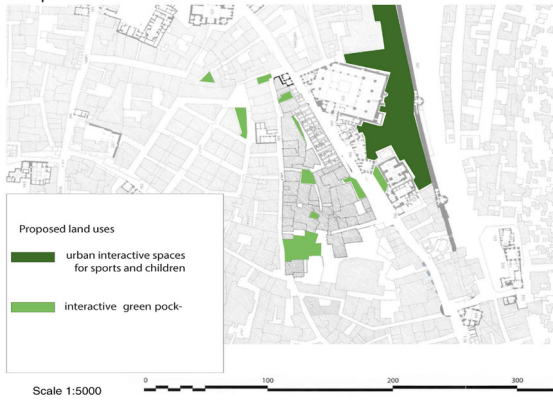 Proposed land uses
urban interactive spaces
for sports and children
interactive green pock-
Scale 1:5000
0 100 200 300